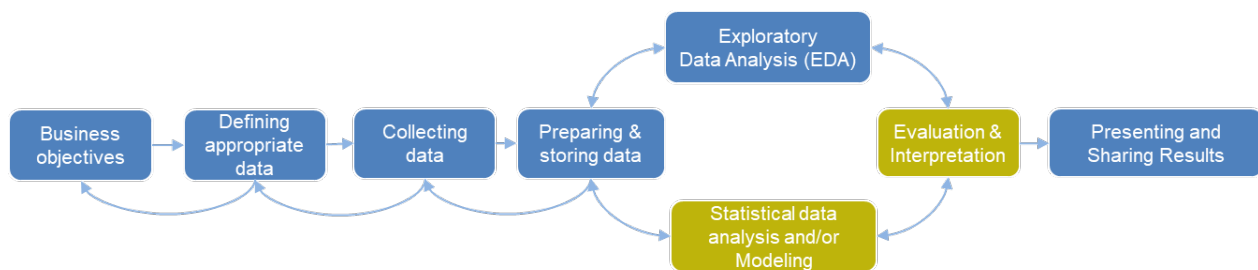 Exploratory
Data Analysis (EDA)
Business
objectives
Defining
appropriate
data
Collecting
data
Preparing &
storing data
Evaluation &
Interpretation
Presenting and
Sharing Results
Statistical data
analysis and/or
Modeling